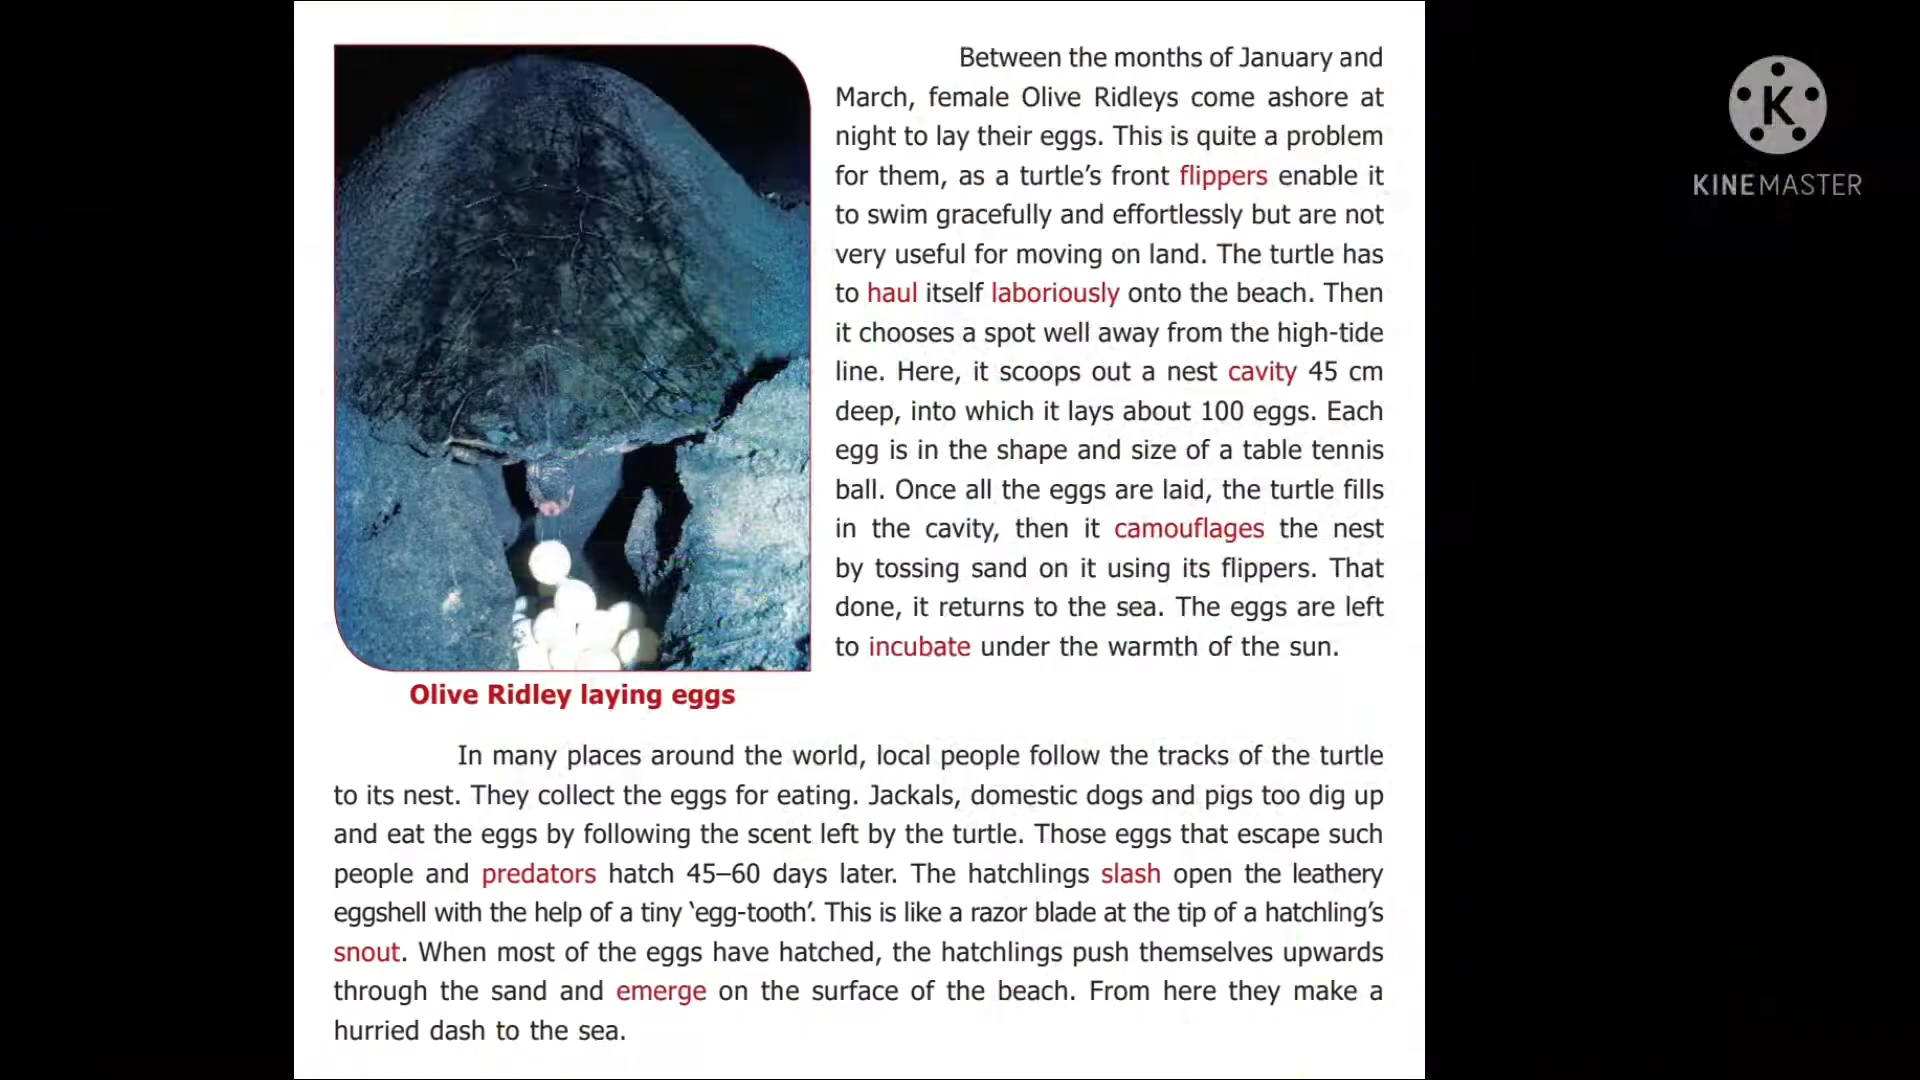 Between the months of January and
March, female Olive Ridleys come ashore at
night to lay their eggs. This is quite a problem
for them, as a turtle’s front flippers enable it
to swim gracefully and effortlessly but are not
very useful for moving on land. The turtle has
to haul itself laboriously onto the beach. Then
it chooses a spot well away from the high-tide
line. Here, it scoops out a nest cavity 45 cm
deep, into which it lays about 100 eggs. Each
egg is in the shape and size of a table tennis
ball. Once all the eggs are laid, the turtle fills
in the cavity, then it camouflages the nest
by tossing sand on it using its flippers. That
done, it returns to the sea. The eggs are left
to incubate under the warmth of the sun.
Olive Ridley laying eggs
In many places around the world, local people follow the tracks of the turtle
to its nest. They collect the eggs for eating. Jackals, domestic dogs and pigs too dig up
and eat the eggs by following the scent left by the turtle. Those eggs that escape such
people and predators hatch 45–60 days later. The hatchlings slash open the leathery
eggshell with the help of a tiny ‘egg-tooth’. This is like a razor blade at the tip of a hatchling’s
snout. When most of the eggs have hatched, the hatchlings push themselves upwards
through the sand and emerge on the surface of the beach. From here they make a
hurried dash to the sea.
K
KINEMASTER